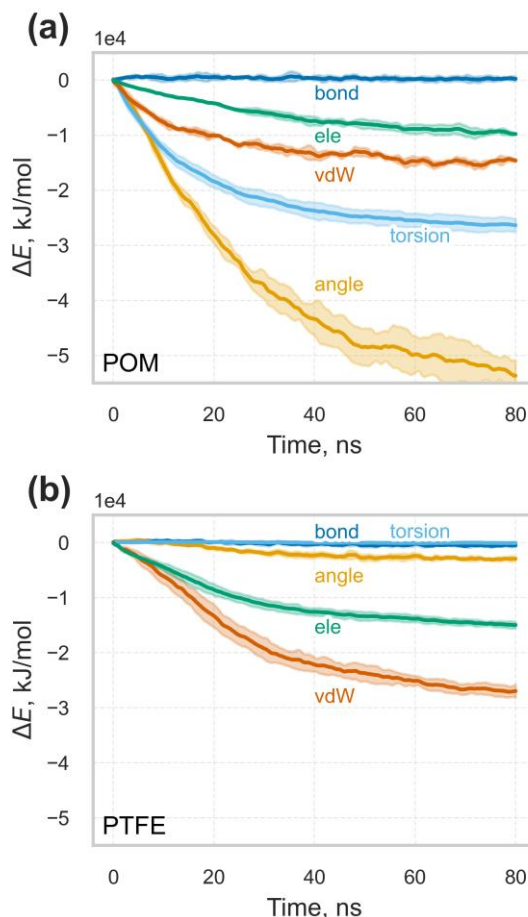 (a)
1e4
0
−1
−2
−3
−4
−5
ΔE, kJ/mol
bond
ele
vdW
torsion
angle
POM
0 20 40 60 80
Time, ns
(b)
1e4
0
−1
−2
−3
−4
−5
ΔE, kJ/mol
bond torsion
angle
ele
vdW
PTFE
0 20 40 60 80
Time, ns